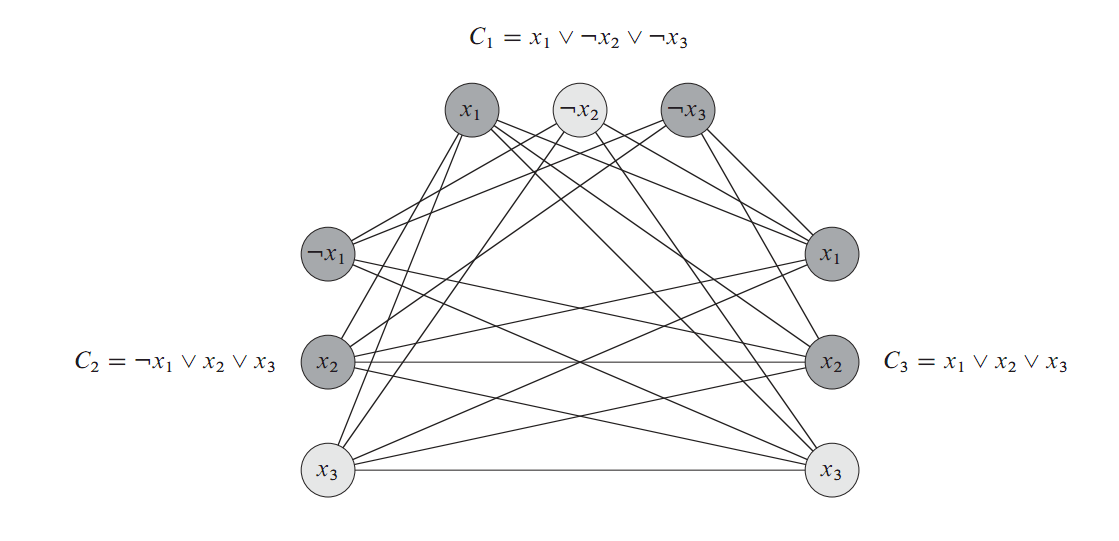 C₁ = x₁ ∨ ¬x₂ ∨ ¬x₃
x₁ ¬x₂ ¬x₃
¬x₁ x₁
C₂ = ¬x₁ ∨ x₂ ∨ x₃ x₂ x₂ C₃ = x₁ ∨ x₂ ∨ x₃
x₃ x₃